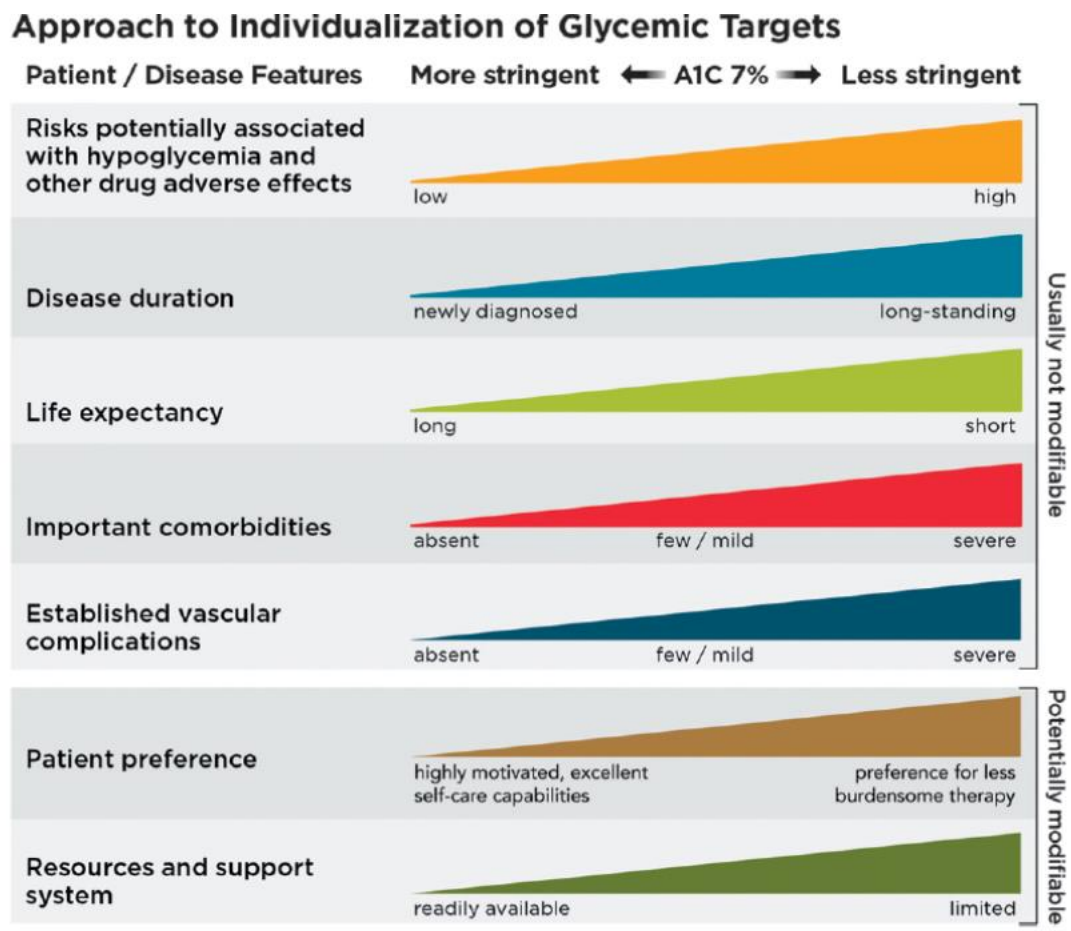 Approach to Individualization of Glycemic Targets
Patient / Disease Features
More stringent
A1C 7%
Less stringent
Risks potentially associated
with hypoglycemia and
other drug adverse effects
low
high
Disease duration
newly diagnosed
long-standing
Life expectancy
long
short
Important comorbidities
absent
few / mild
severe
Established vascular
complications
absent
few / mild
severe
Usually not modifiable
Patient preference
highly motivated, excellent
self-care capabilities
preference for less
burdensome therapy
Resources and support
system
readily available
limited
Potentially modifiable